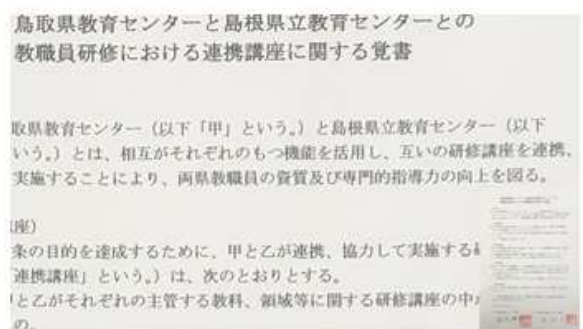 鳥取県教育センターと島根県立教育センターとの
教職員研修における連携講座に関する覚書
取県教育センター（以下「甲」という。）と島根県立教育センター（以下
いう。）とは、相互がそれぞれのもつ機能を活用し、互いの研修講座を連携、
実施することにより、両県教職員の資質及び専門的指導力の向上を図る。
座）
条の目的を達成するために、甲と乙が連携、協力して実施する
連携講座」という。）は、次のとおりとする。
と乙がそれぞれの主管する教科、領域等に関する研修講座の中
の。